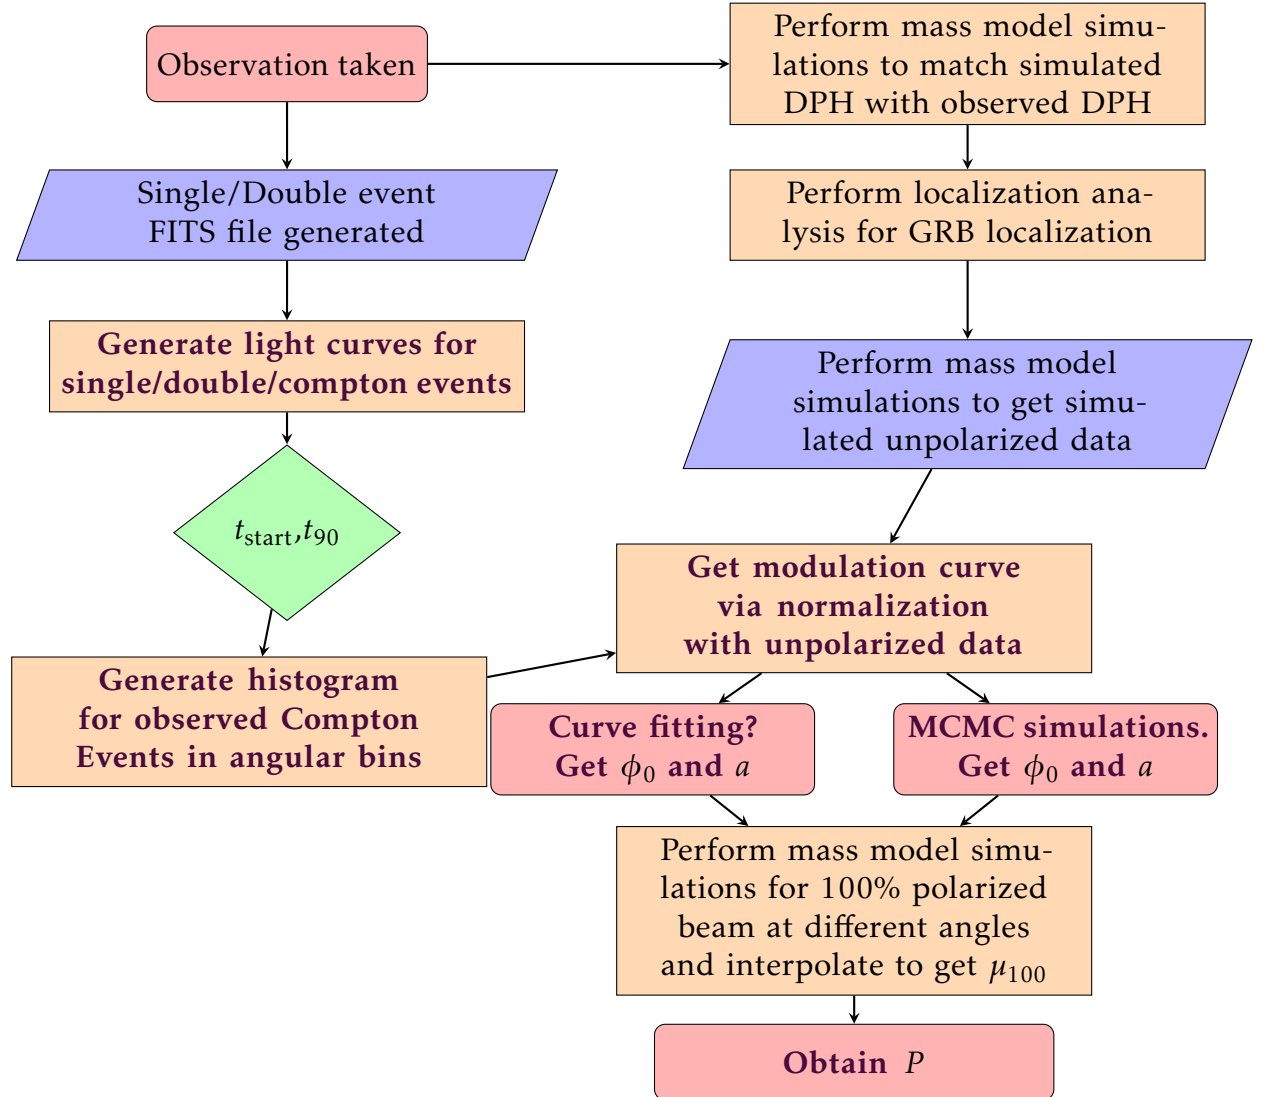 Observation taken
Perform mass model simu-
lations to match simulated
DPH with observed DPH
Single/Double event
FITS file generated
Perform localization ana-
lysis for GRB localization
Generate light curves for
single/double/compton events
Perform mass model
simulations to get simu-
lated unpolarized data
t_start,t_90
Get modulation curve
via normalization
with unpolarized data
Generate histogram
for observed Compton
Events in angular bins
Curve fitting?
Get ϕ_0 and a
MCMC simulations.
Get ϕ_0 and a
Perform mass model simu-
lations for 100% polarized
beam at different angles
and interpolate to get μ_100
Obtain P